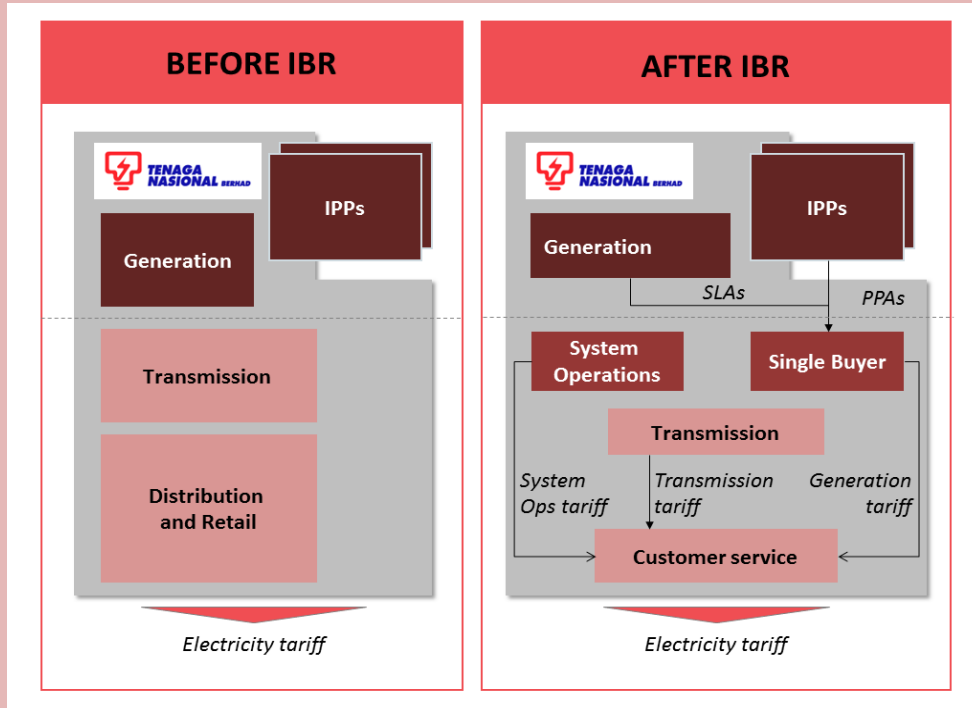 BEFORE IBR
TENAGA
NASIONAL BERHAD
IPPs
Generation
Transmission
Distribution
and Retail
Electricity tariff
AFTER IBR
TENAGA
NASIONAL BERHAD
IPPs
Generation
SLAs
PPAs
System
Operations
Single Buyer
Transmission
System
Ops tariff
Transmission
tariff
Generation
tariff
Customer service
Electricity tariff